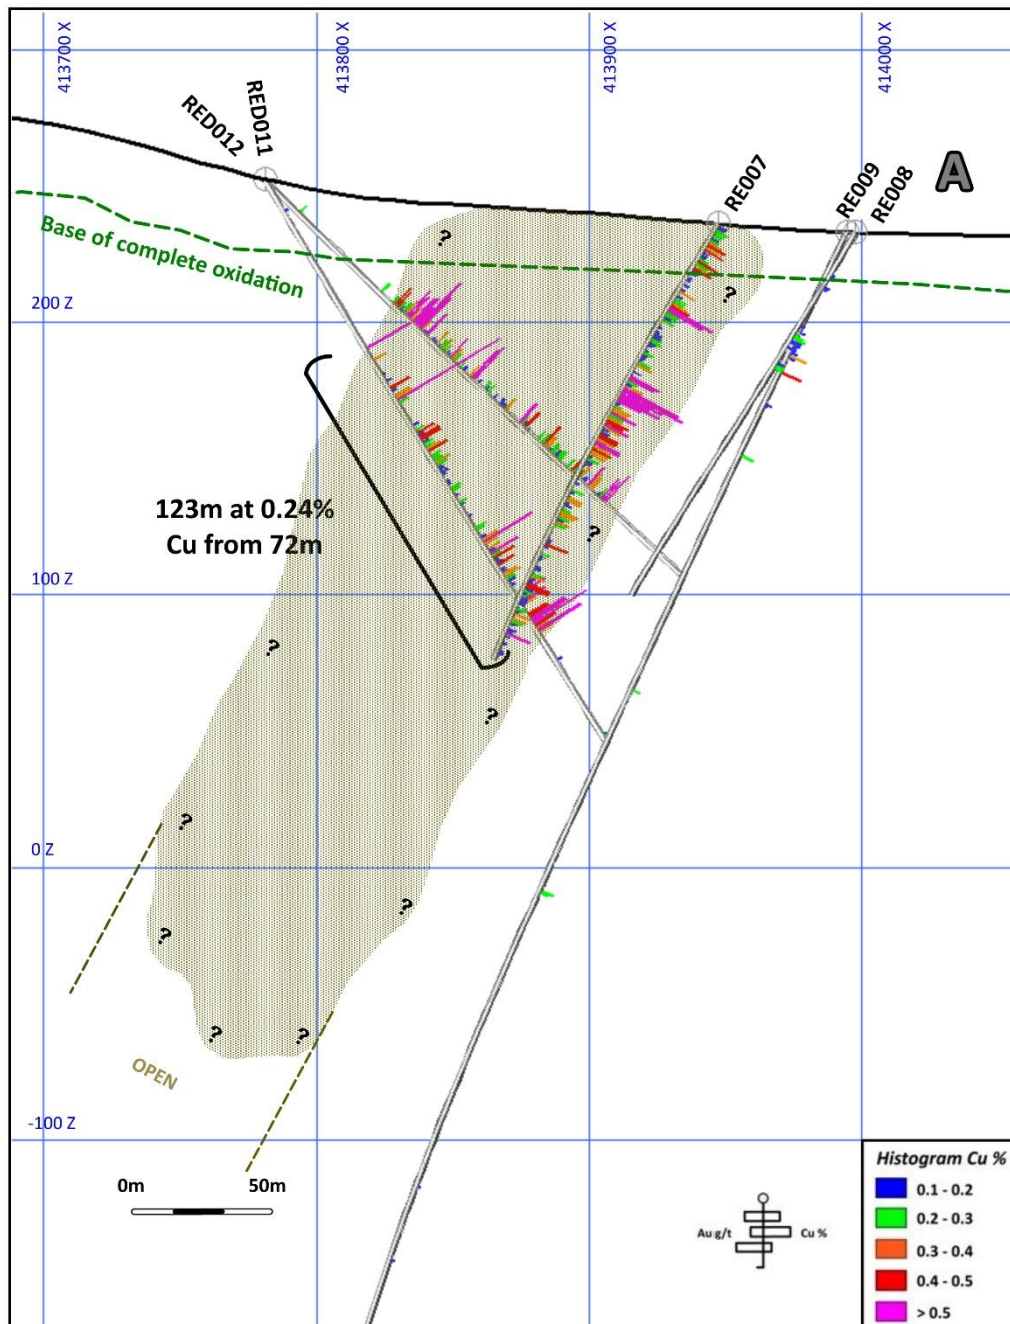 413700 X
413800 X
413900 X
414000 X
RED012
RED011
RE007
RE009
RE008
A
Base of complete oxidation
?
?
200 Z
123m at 0.24%
Cu from 72m
?
100 Z
?
?
?
0 Z
?
?
?
?
OPEN
-100 Z
0m 50m
Au g/t Cu %
Histogram Cu %
0.1 - 0.2
0.2 - 0.3
0.3 - 0.4
0.4 - 0.5
> 0.5